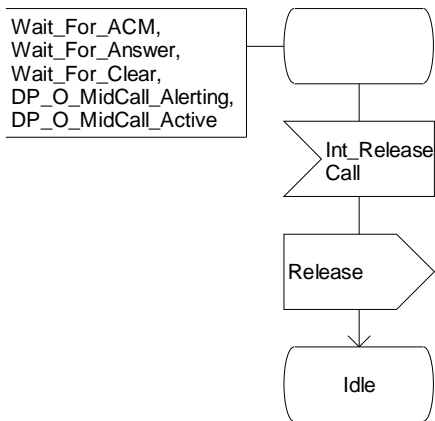 Wait_For_ACM,
Wait_For_Answer,
Wait_For_Clear,
DP_O_MidCall_Alerting,
DP_O_MidCall_Active
Int_Release
Call
Release
Idle